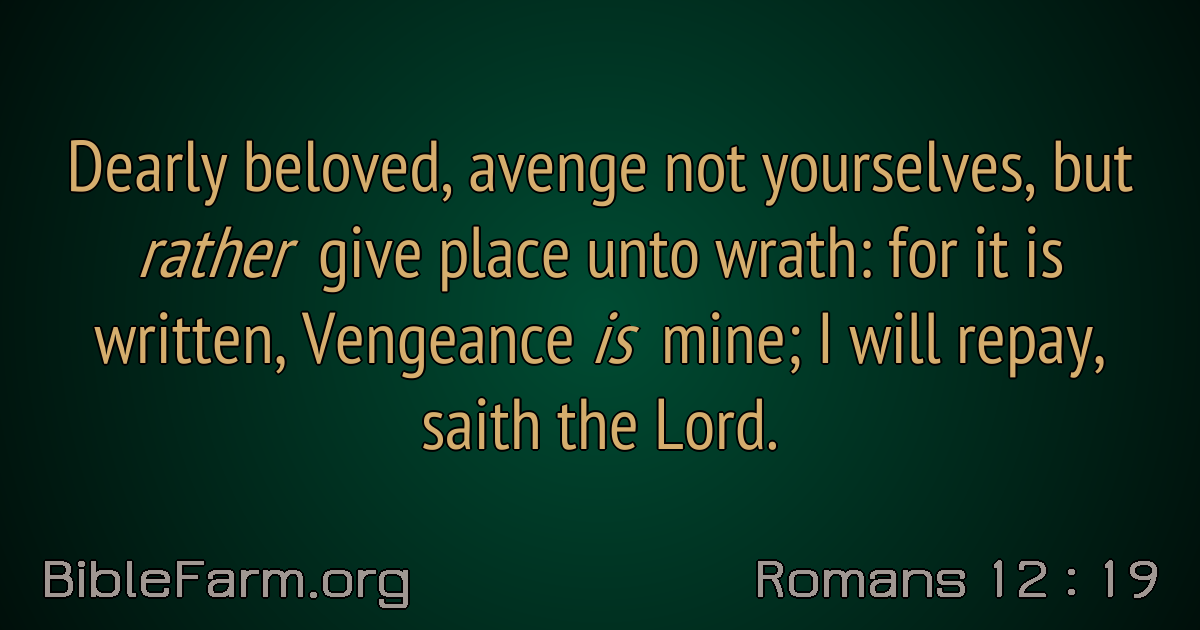 Dearly beloved, avenge not yourselves, but
rather give place unto wrath: for it is
written, Vengeance is mine; I will repay,
saith the Lord.
BibleFarm.org
Romans 12 : 19